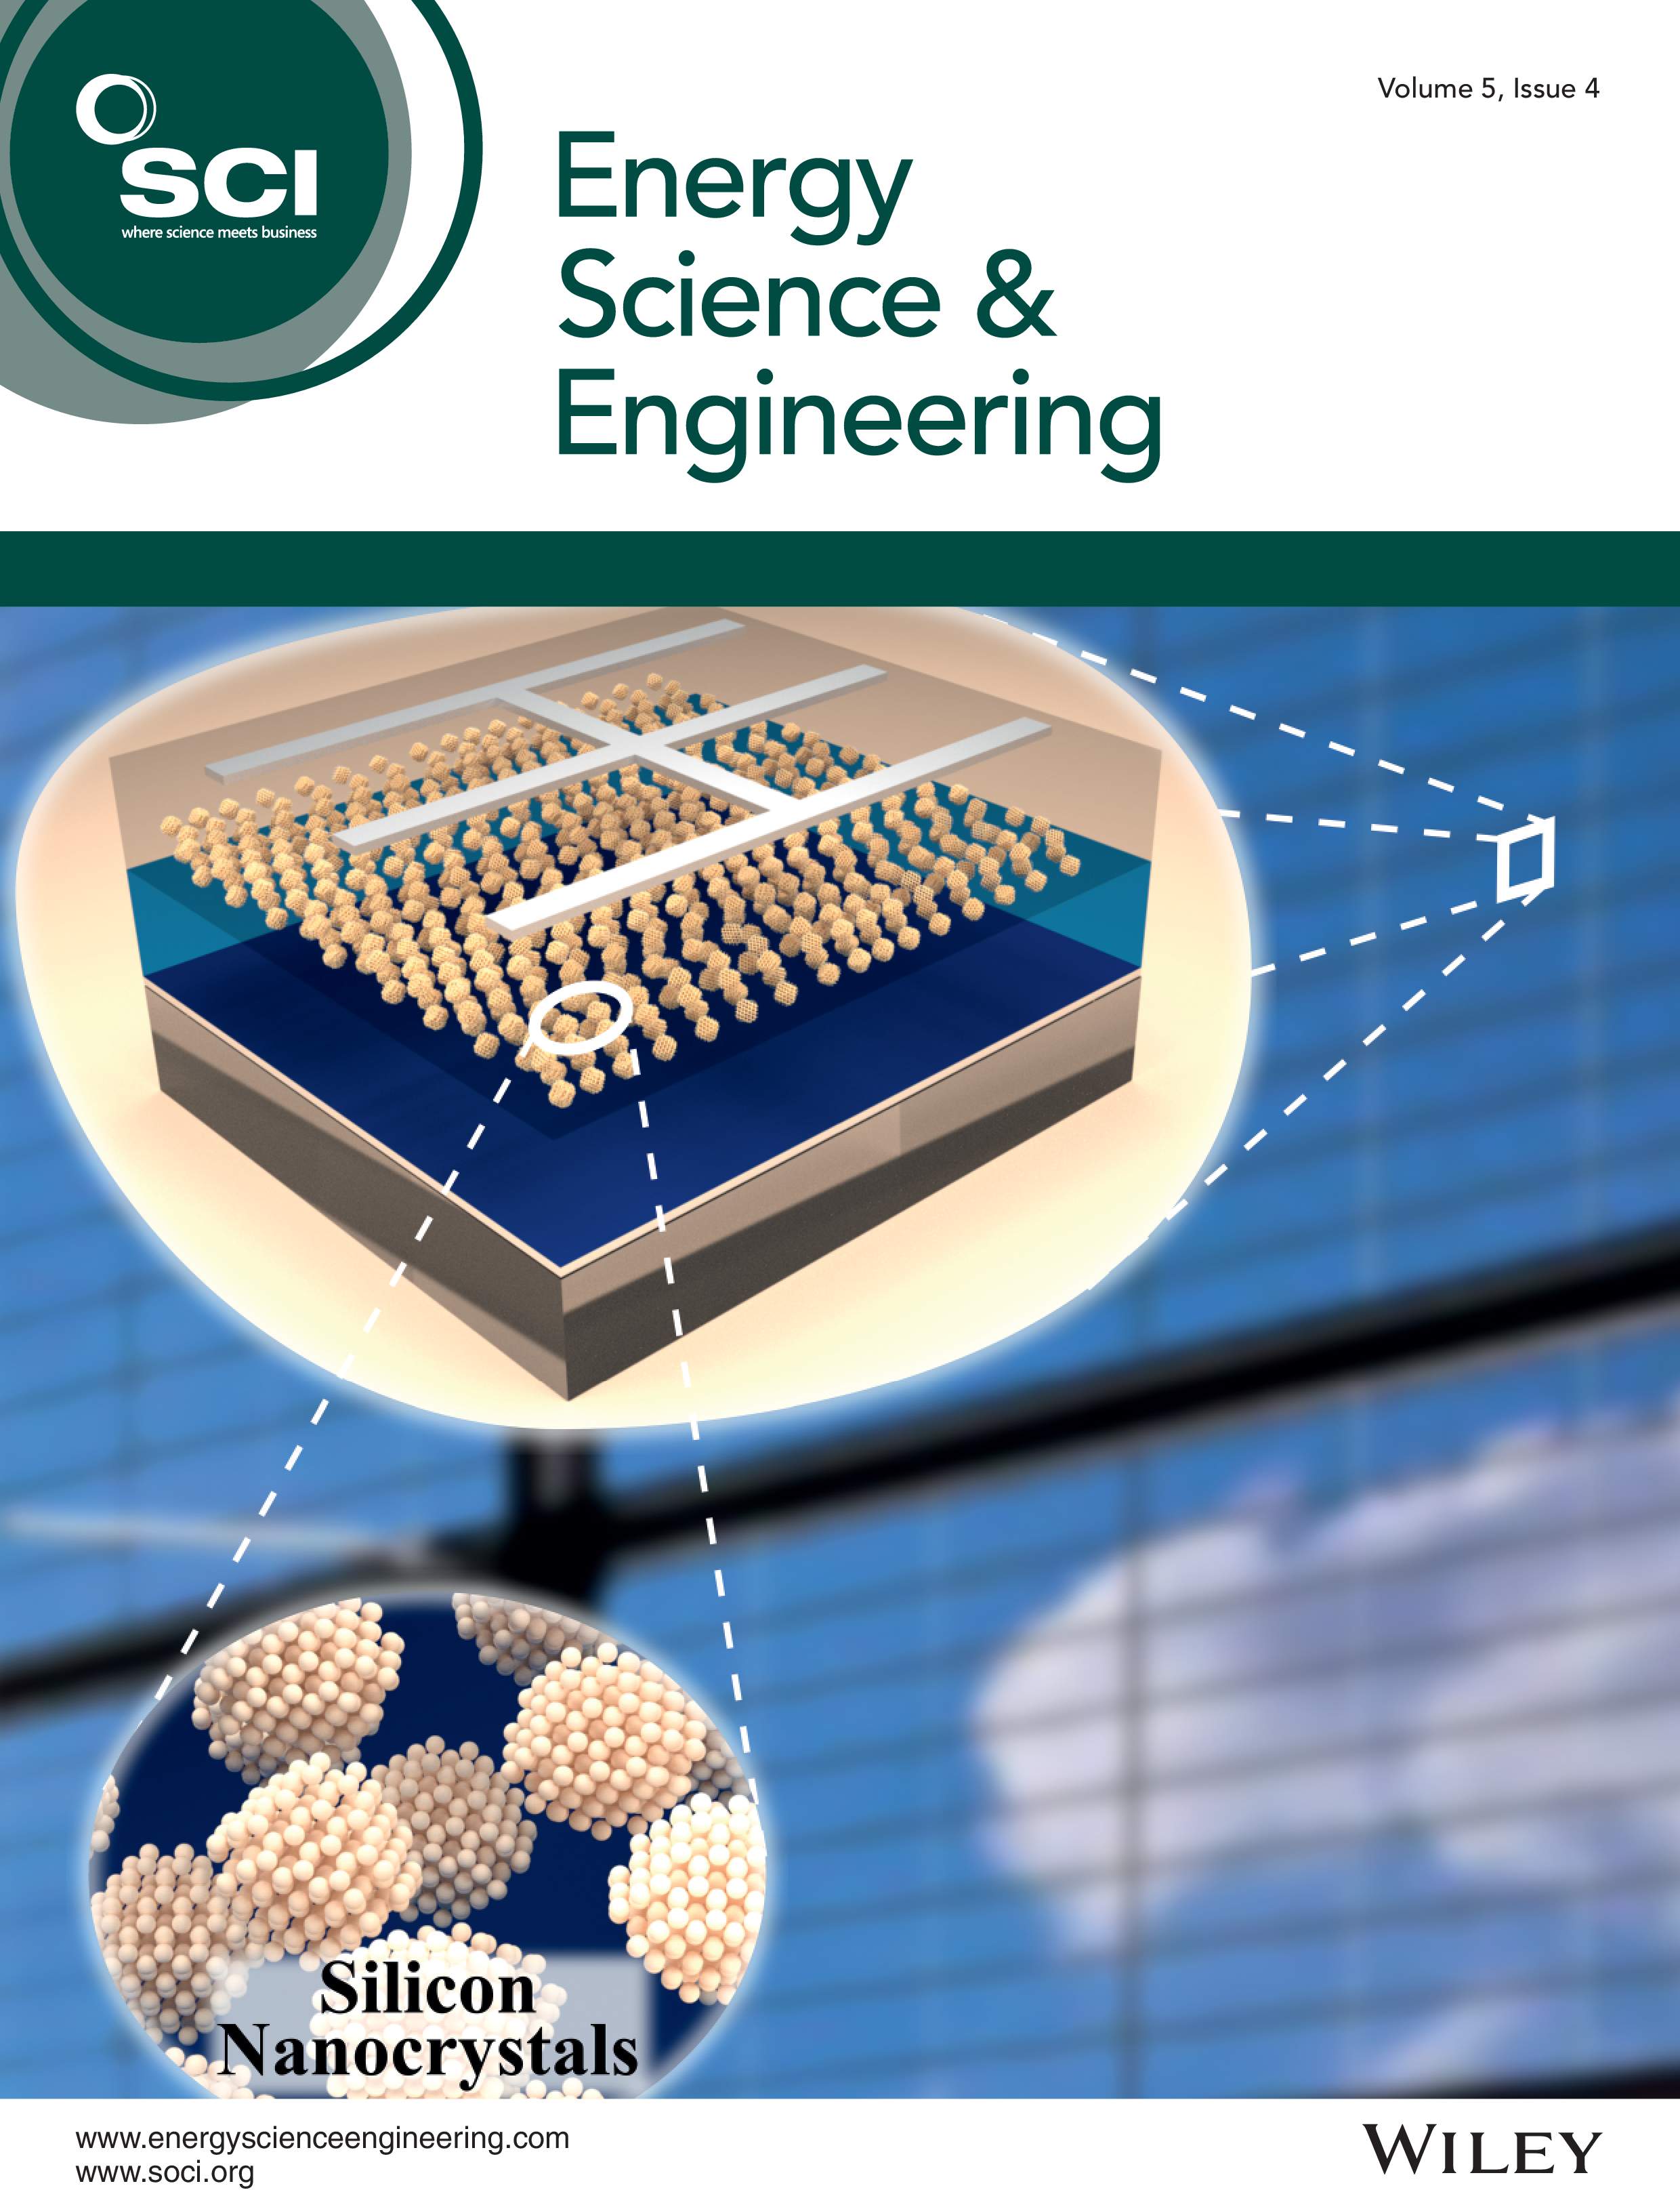 Volume 5, Issue 4
SCI
where science meets business
Energy
Science &
Engineering
Silicon
Nanocrystals
www.energyscienceengineering.com
www.soci.org
WILEY